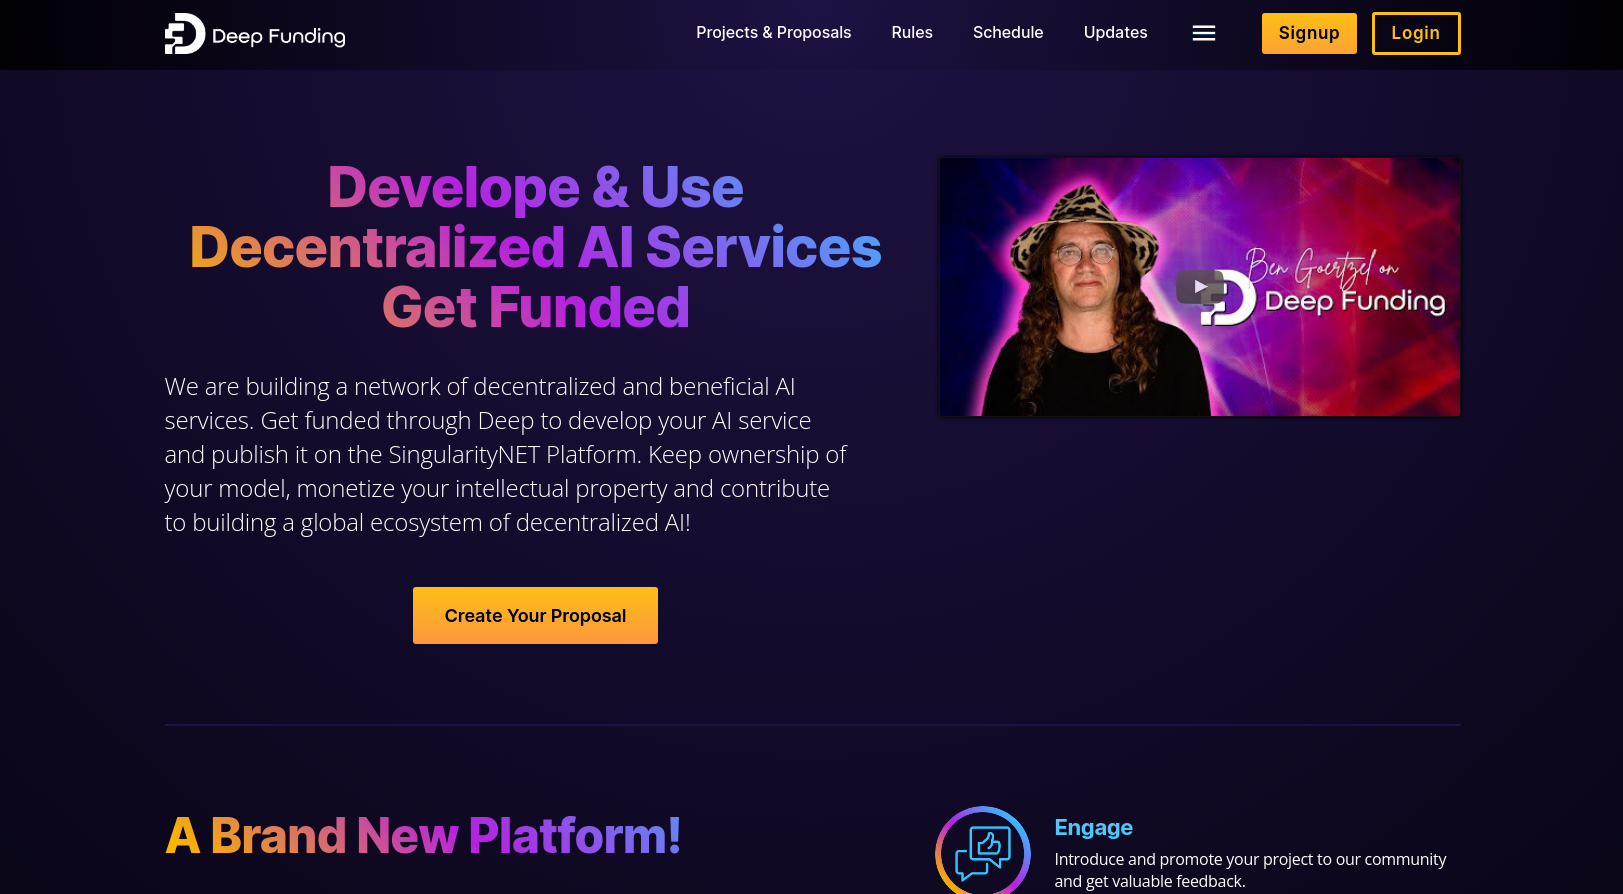 Deep Funding
Projects & Proposals
Rules
Schedule
Updates
Signup
Login
Develope & Use
Decentralized AI Services
Get Funded
We are building a network of decentralized and beneficial AI
services. Get funded through Deep to develop your AI service
and publish it on the SingularityNET Platform. Keep ownership of
your model, monetize your intellectual property and contribute
to building a global ecosystem of decentralized AI!
Create Your Proposal
Ben Goertzel on
Deep Funding
A Brand New Platform!
Engage
Introduce and promote your project to our community
and get valuable feedback.